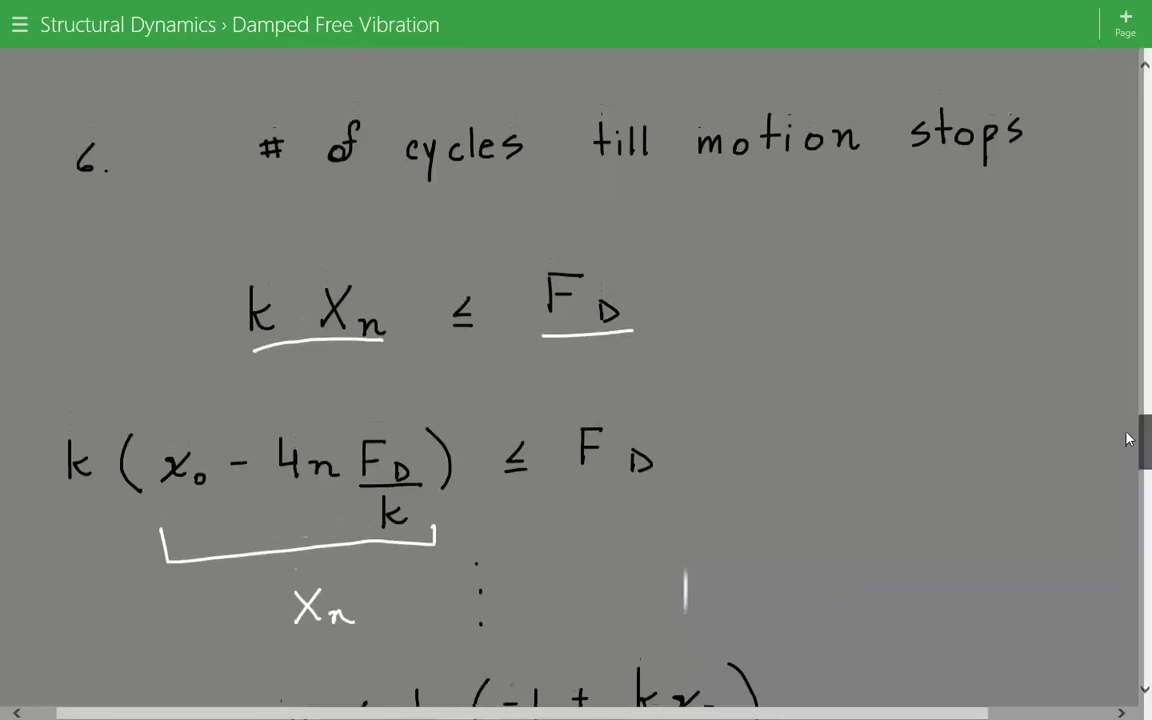 Structural Dynamics › Damped Free Vibration
+ Page
6. # of cycles till motion stops
k Xn ≤ FD
k ( x0 - 4n FD/k ) ≤ FD
Xn
( -1 + k x